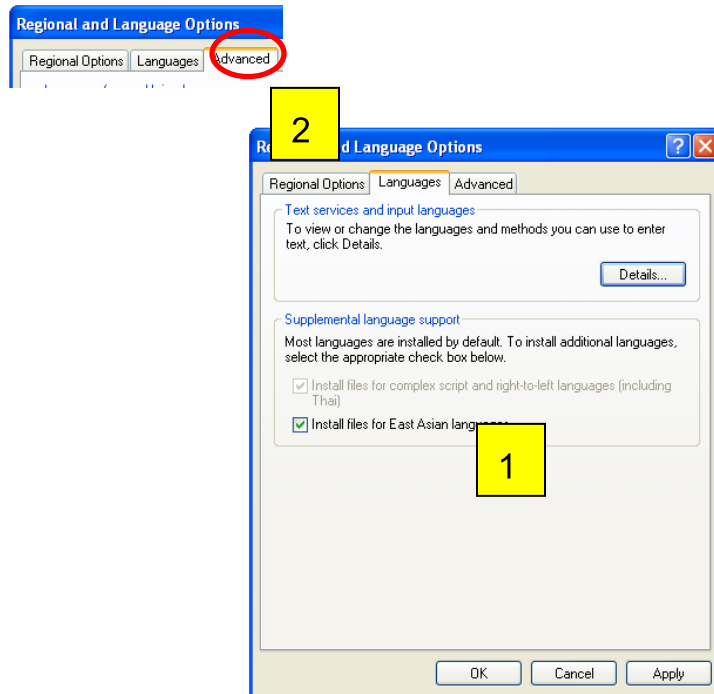 Regional and Language Options
Regional Options Languages Advanced
2
d Language Options
Regional Options Languages Advanced
Text services and input languages
To view or change the languages and methods you can use to enter
text, click Details.
Details...
Supplemental language support
Most languages are installed by default. To install additional languages,
select the appropriate check box below.
Install files for complex script and right-to-left languages (including
Thai)
Install files for East Asian languages
1
OK Cancel Apply